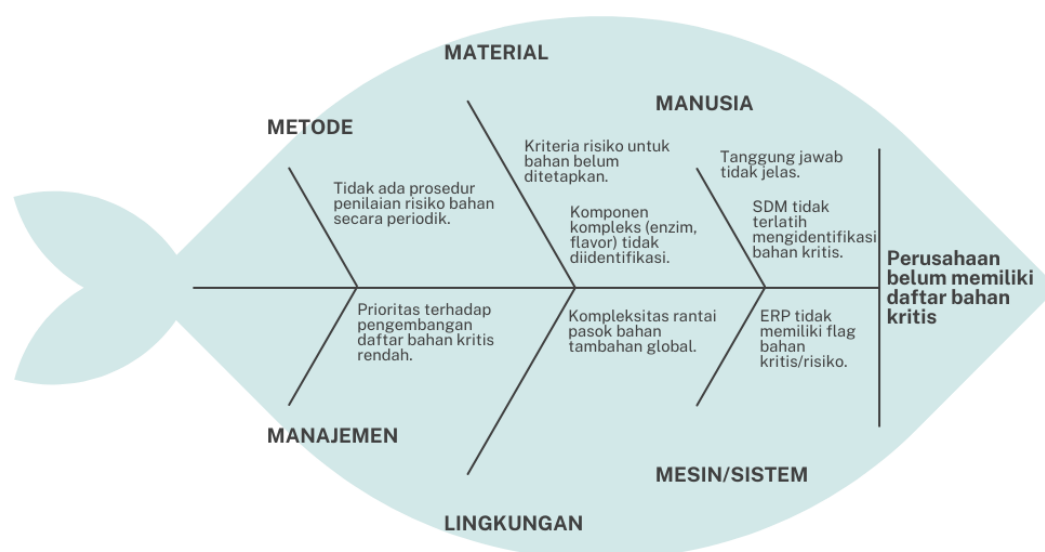 MATERIAL
MANUSIA
METODE
Kriteria risiko untuk
bahan belum
ditetapkan.
Tanggung jawab
tidak jelas.
Tidak ada prosedur
penilaian risiko bahan
secara periodik.
Komponen
kompleks (enzim,
flavor) tidak
diidentifikasi.
SDM tidak
terlatih
mengidentifikasi
bahan kritis.
Perusahaan
belum memiliki
daftar bahan
kritis
Prioritas terhadap
pengembangan
daftar bahan kritis
rendah.
Kompleksitas rantai
pasok bahan
tambahan global.
ERP tidak
memiliki flag
bahan
kritis/risiko.
MANAJEMEN
MESIN/SISTEM
LINGKUNGAN